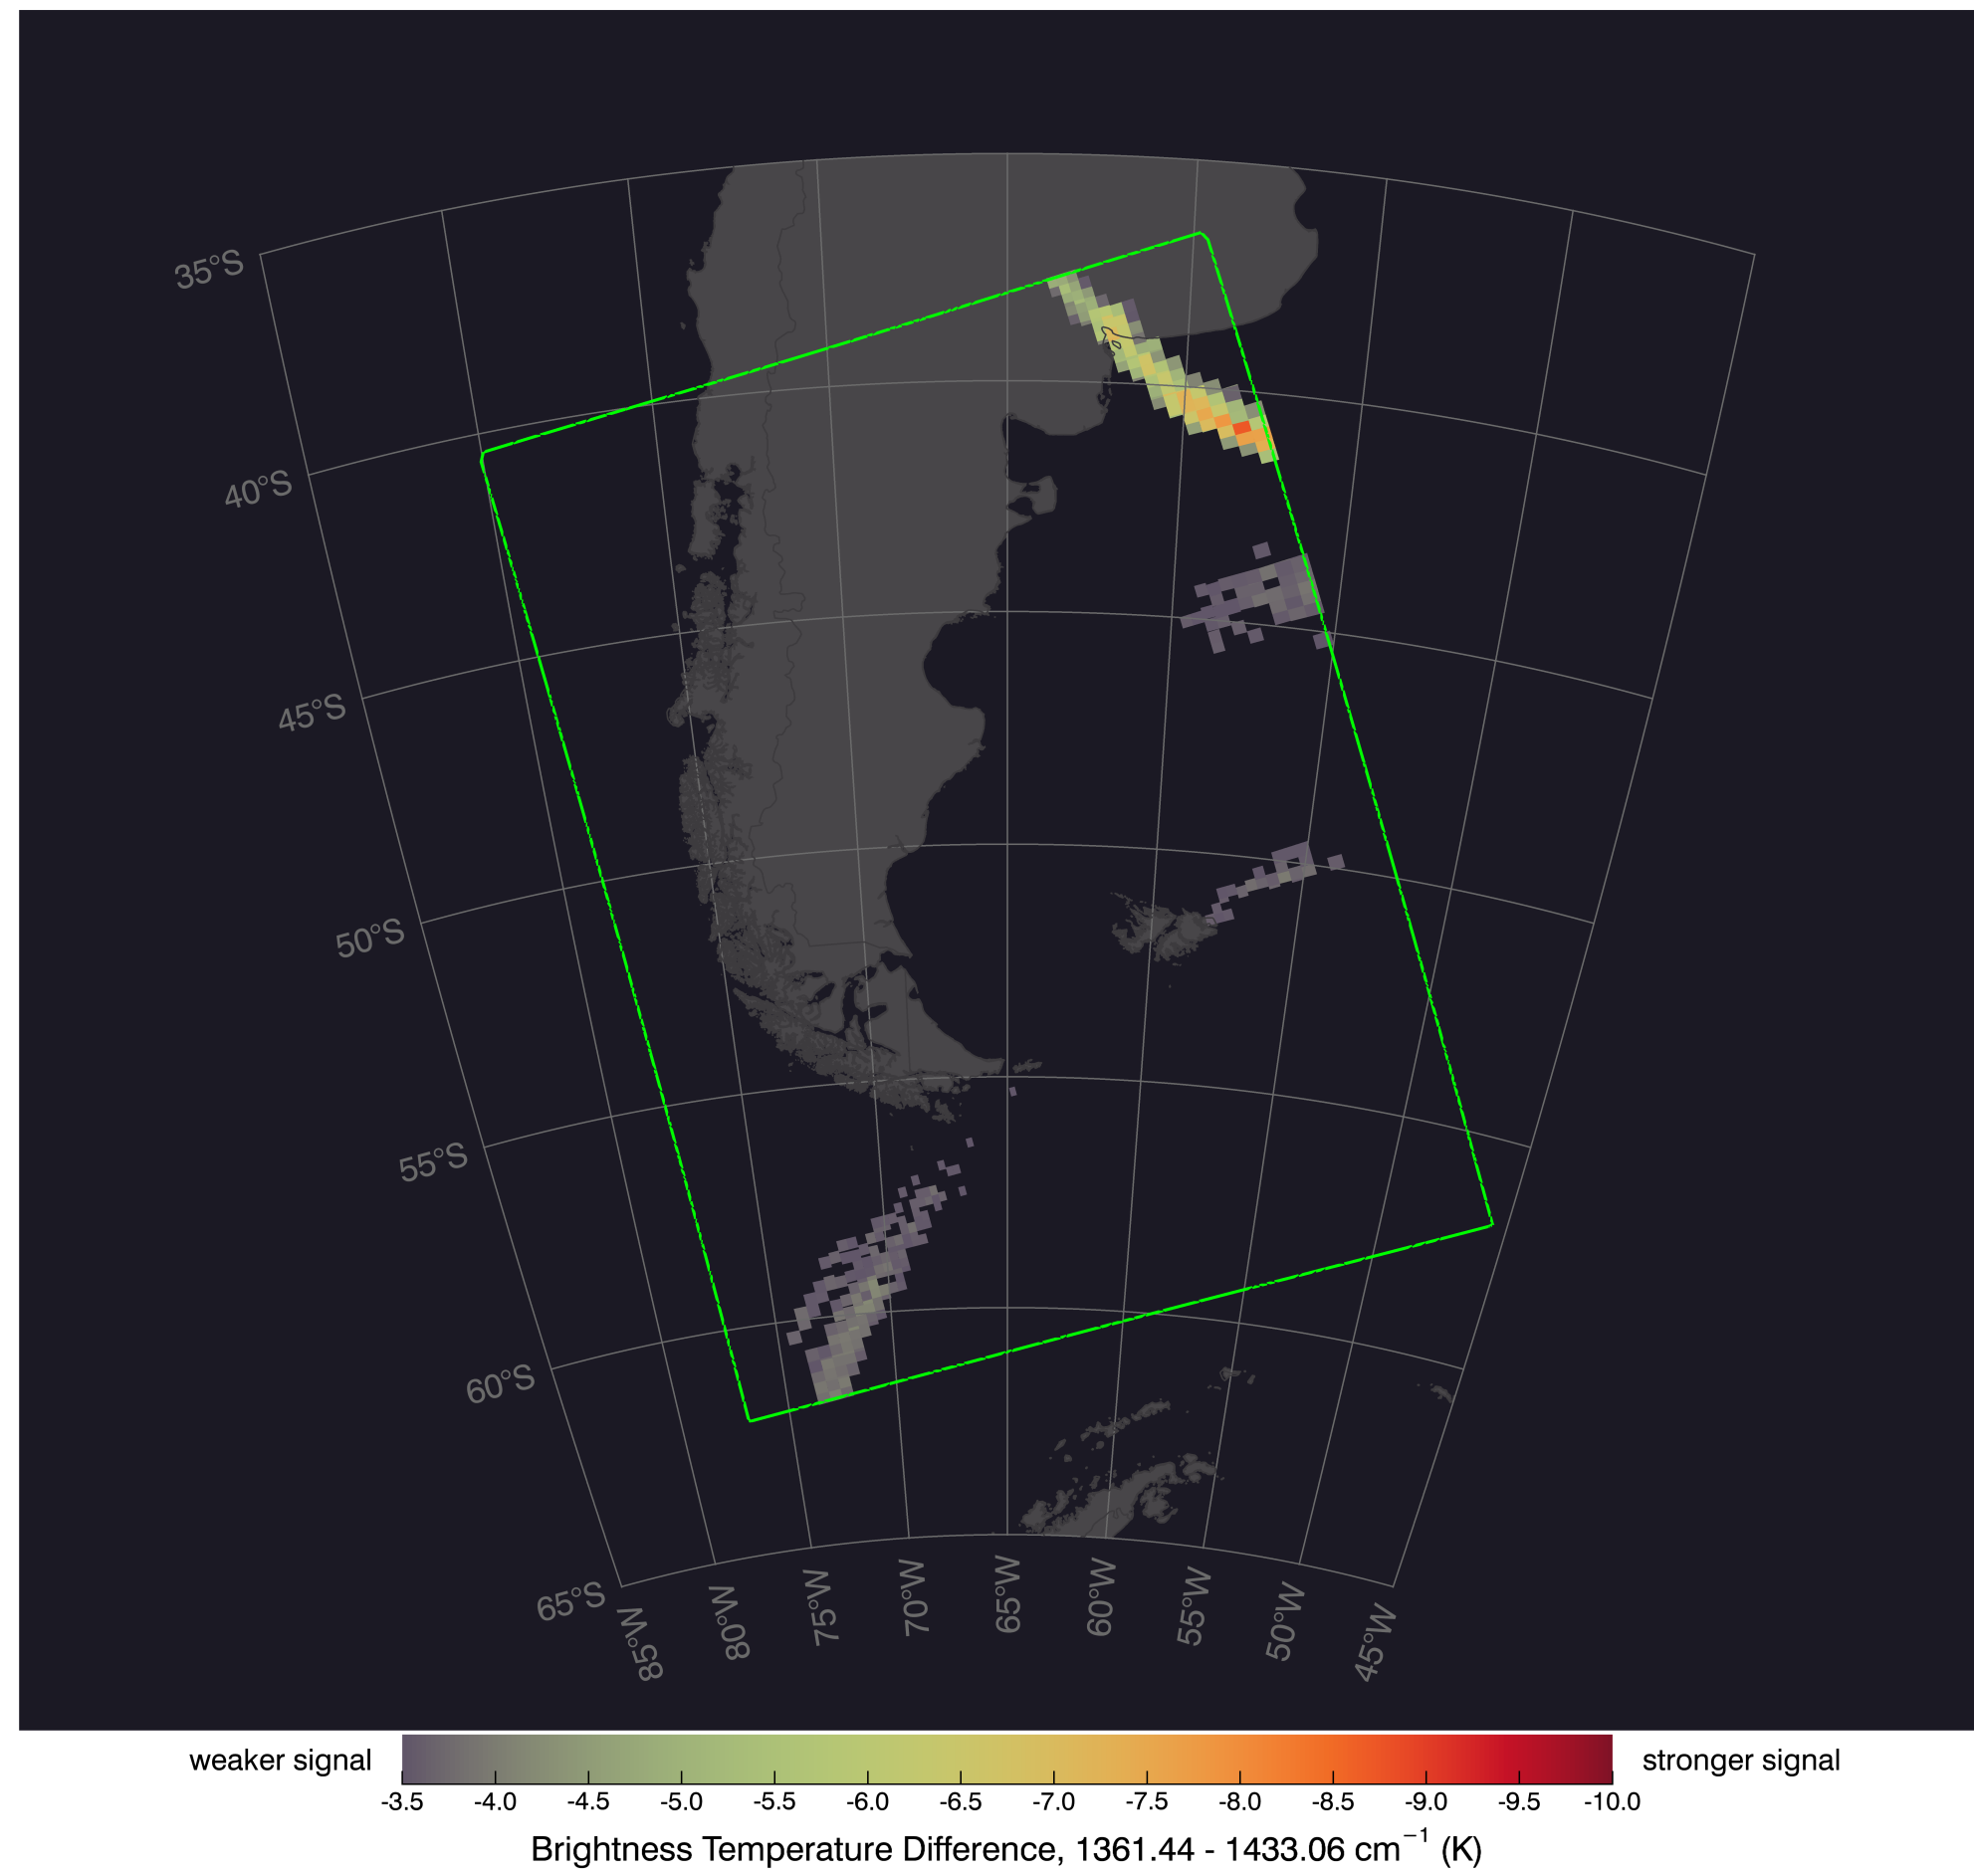 35°S
40°S
45°S
50°S
55°S
60°S
65°S
85°W
80°W
75°W
70°W
65°W
60°W
55°W
50°W
45°W
weaker signal
stronger signal
-3.5 -4.0 -4.5 -5.0 -5.5 -6.0 -6.5 -7.0 -7.5 -8.0 -8.5 -9.0 -9.5 -10.0
Brightness Temperature Difference, 1361.44 - 1433.06 cm⁻¹ (K)